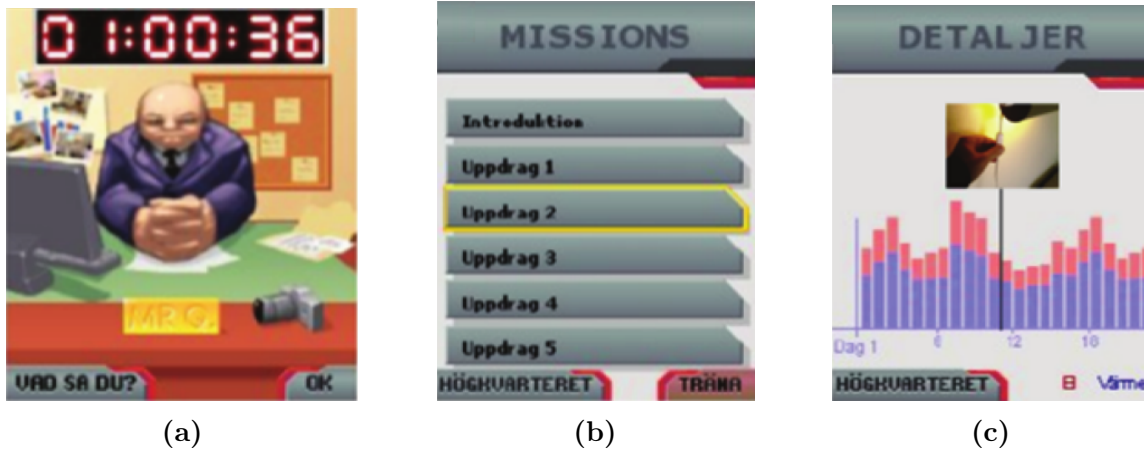 01:00:36
MR G.
VAD SA DU?
OK
(a)
MISSIONS
Introduktion
Uppdrag 1
Uppdrag 2
Uppdrag 3
Uppdrag 4
Uppdrag 5
HÖGKVARTERET
TRÄNA
(b)
DETALJER
Dag 1
6
12
18
HÖGKVARTERET
Värme
(c)